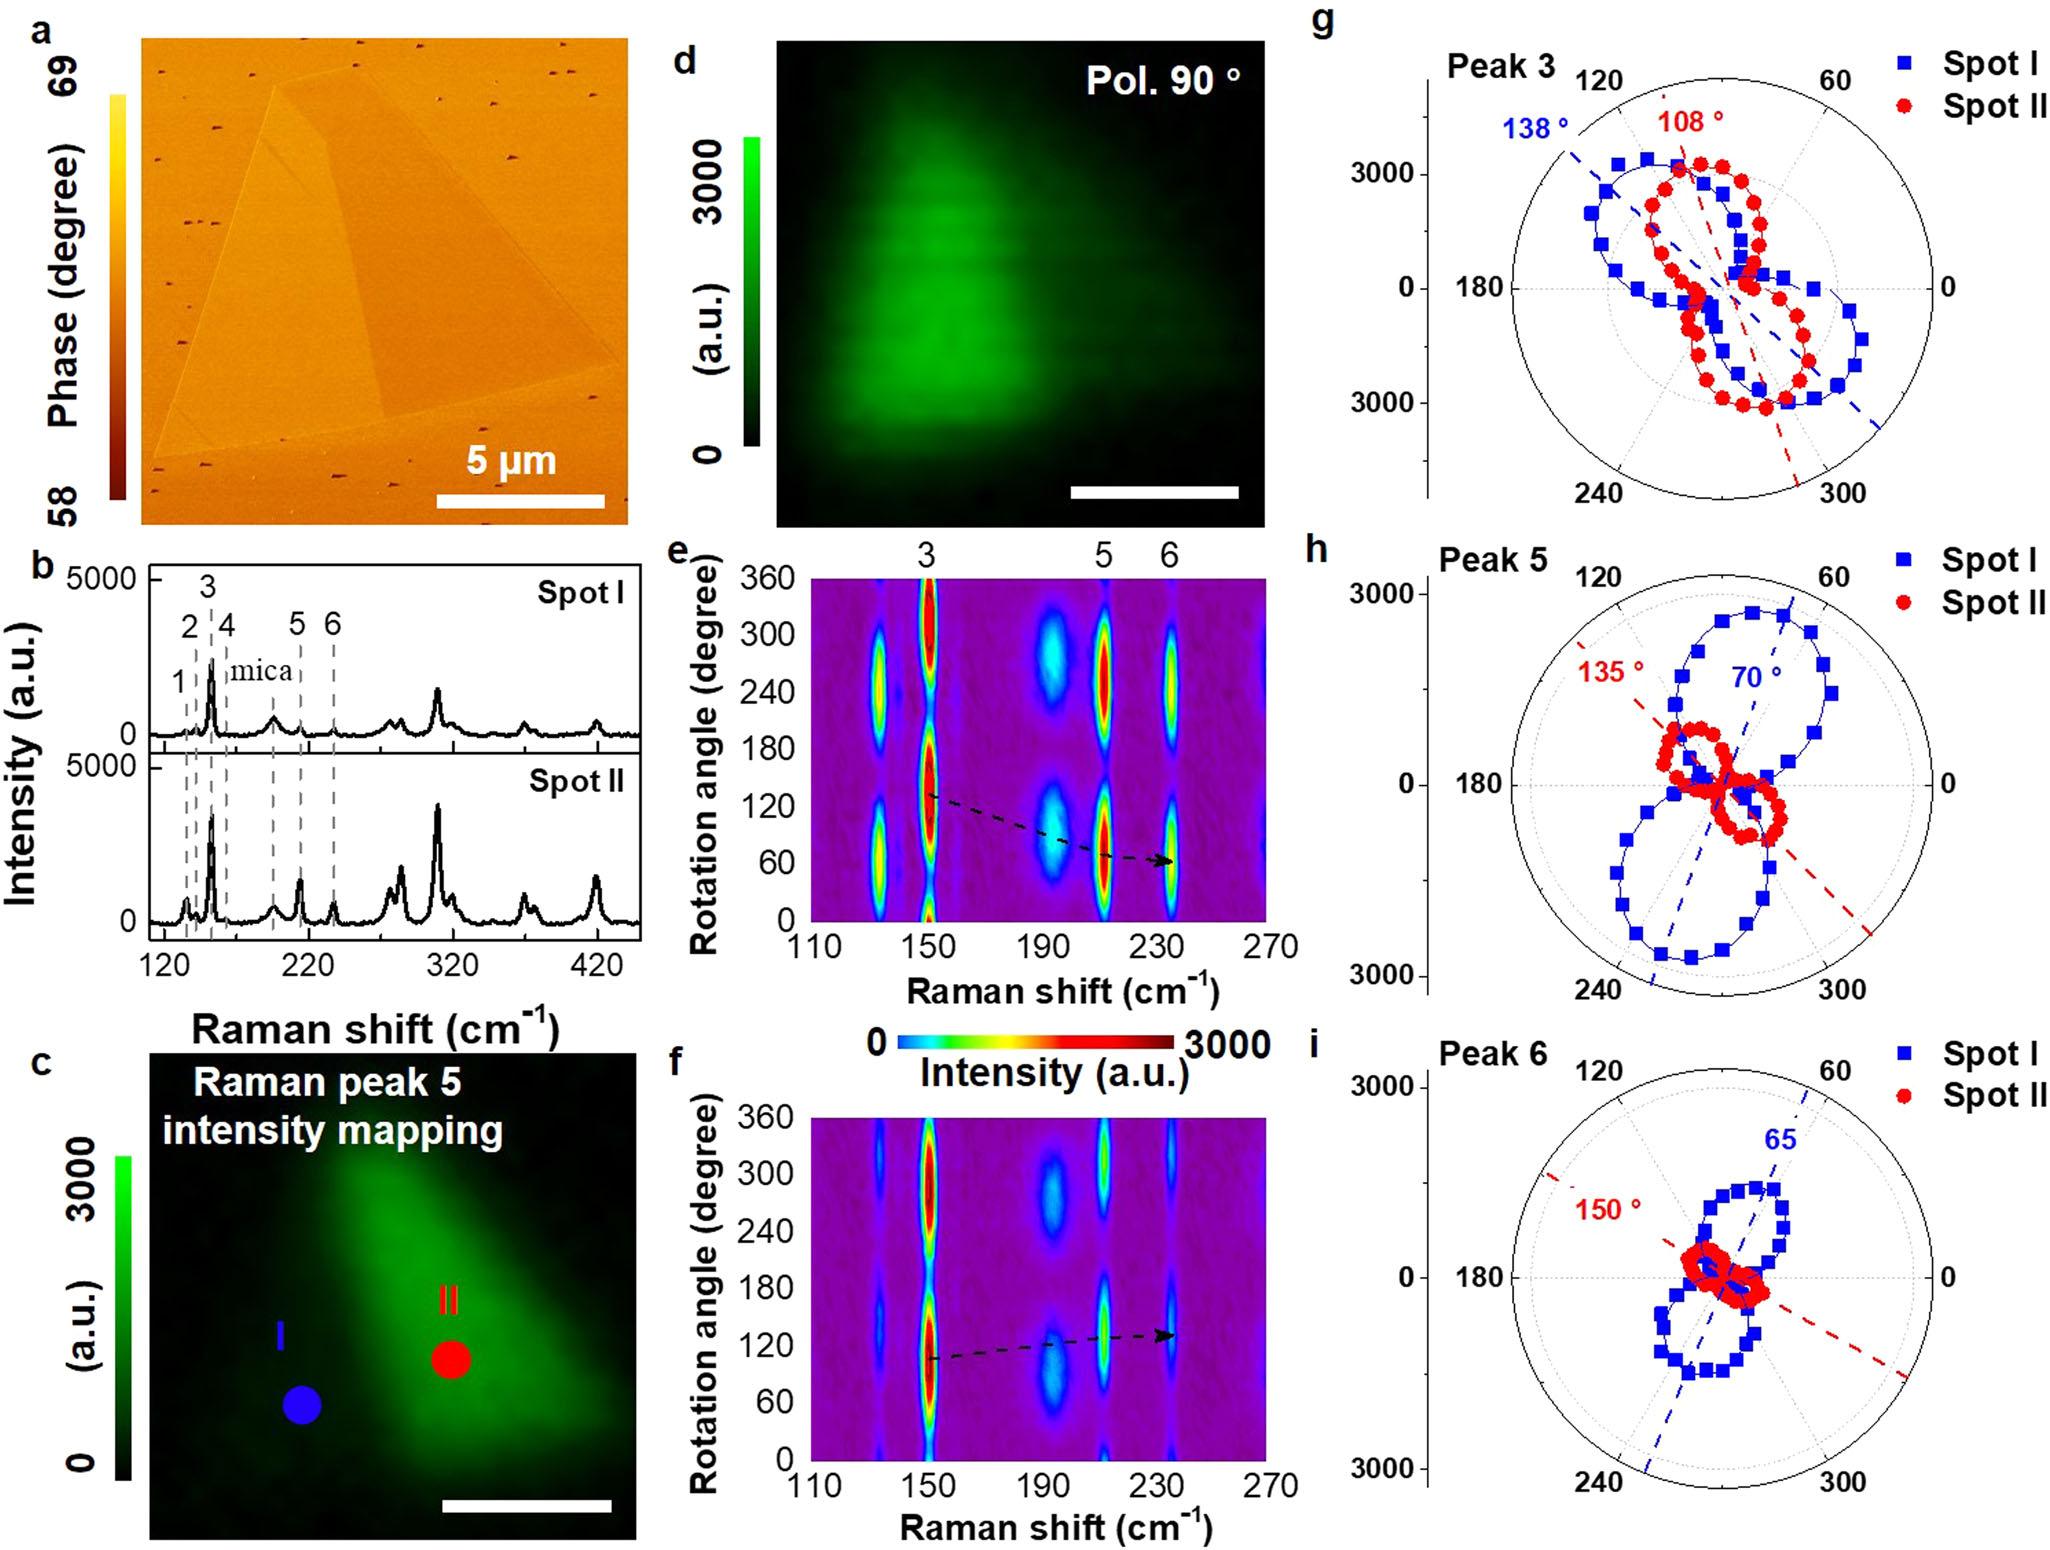 a
69
Phase (degree)
58
5 µm
b
Intensity (a.u.)
5000
0
5000
0
Spot I
Spot II
1
2
3
4
mica
5
6
120
220
320
420
Raman shift (cm⁻¹)
c
Raman peak 5
intensity mapping
3000
(a.u.)
0
I
II
d
Pol. 90 °
3000
(a.u.)
0
e
3
5
6
Rotation angle (degree)
360
300
240
180
120
60
0
110
150
190
230
270
Raman shift (cm⁻¹)
0
3000
Intensity (a.u.)
f
Rotation angle (degree)
360
300
240
180
120
60
0
110
150
190
230
270
Raman shift (cm⁻¹)
g
Peak 3
Spot I
Spot II
138 °
108 °
120
60
180
0
240
300
3000
0
3000
h
Peak 5
Spot I
Spot II
135 °
70 °
120
60
180
0
240
300
3000
0
3000
i
Peak 6
Spot I
Spot II
150 °
65
120
60
180
0
240
300
3000
0
3000